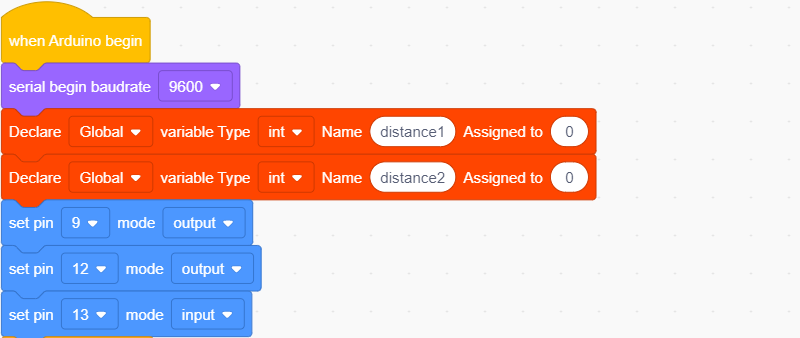 when Arduino begin
serial begin baudrate 9600
Declare Global variable Type int Name distance1 Assigned to 0
Declare Global variable Type int Name distance2 Assigned to 0
set pin 9 mode output
set pin 12 mode output
set pin 13 mode input